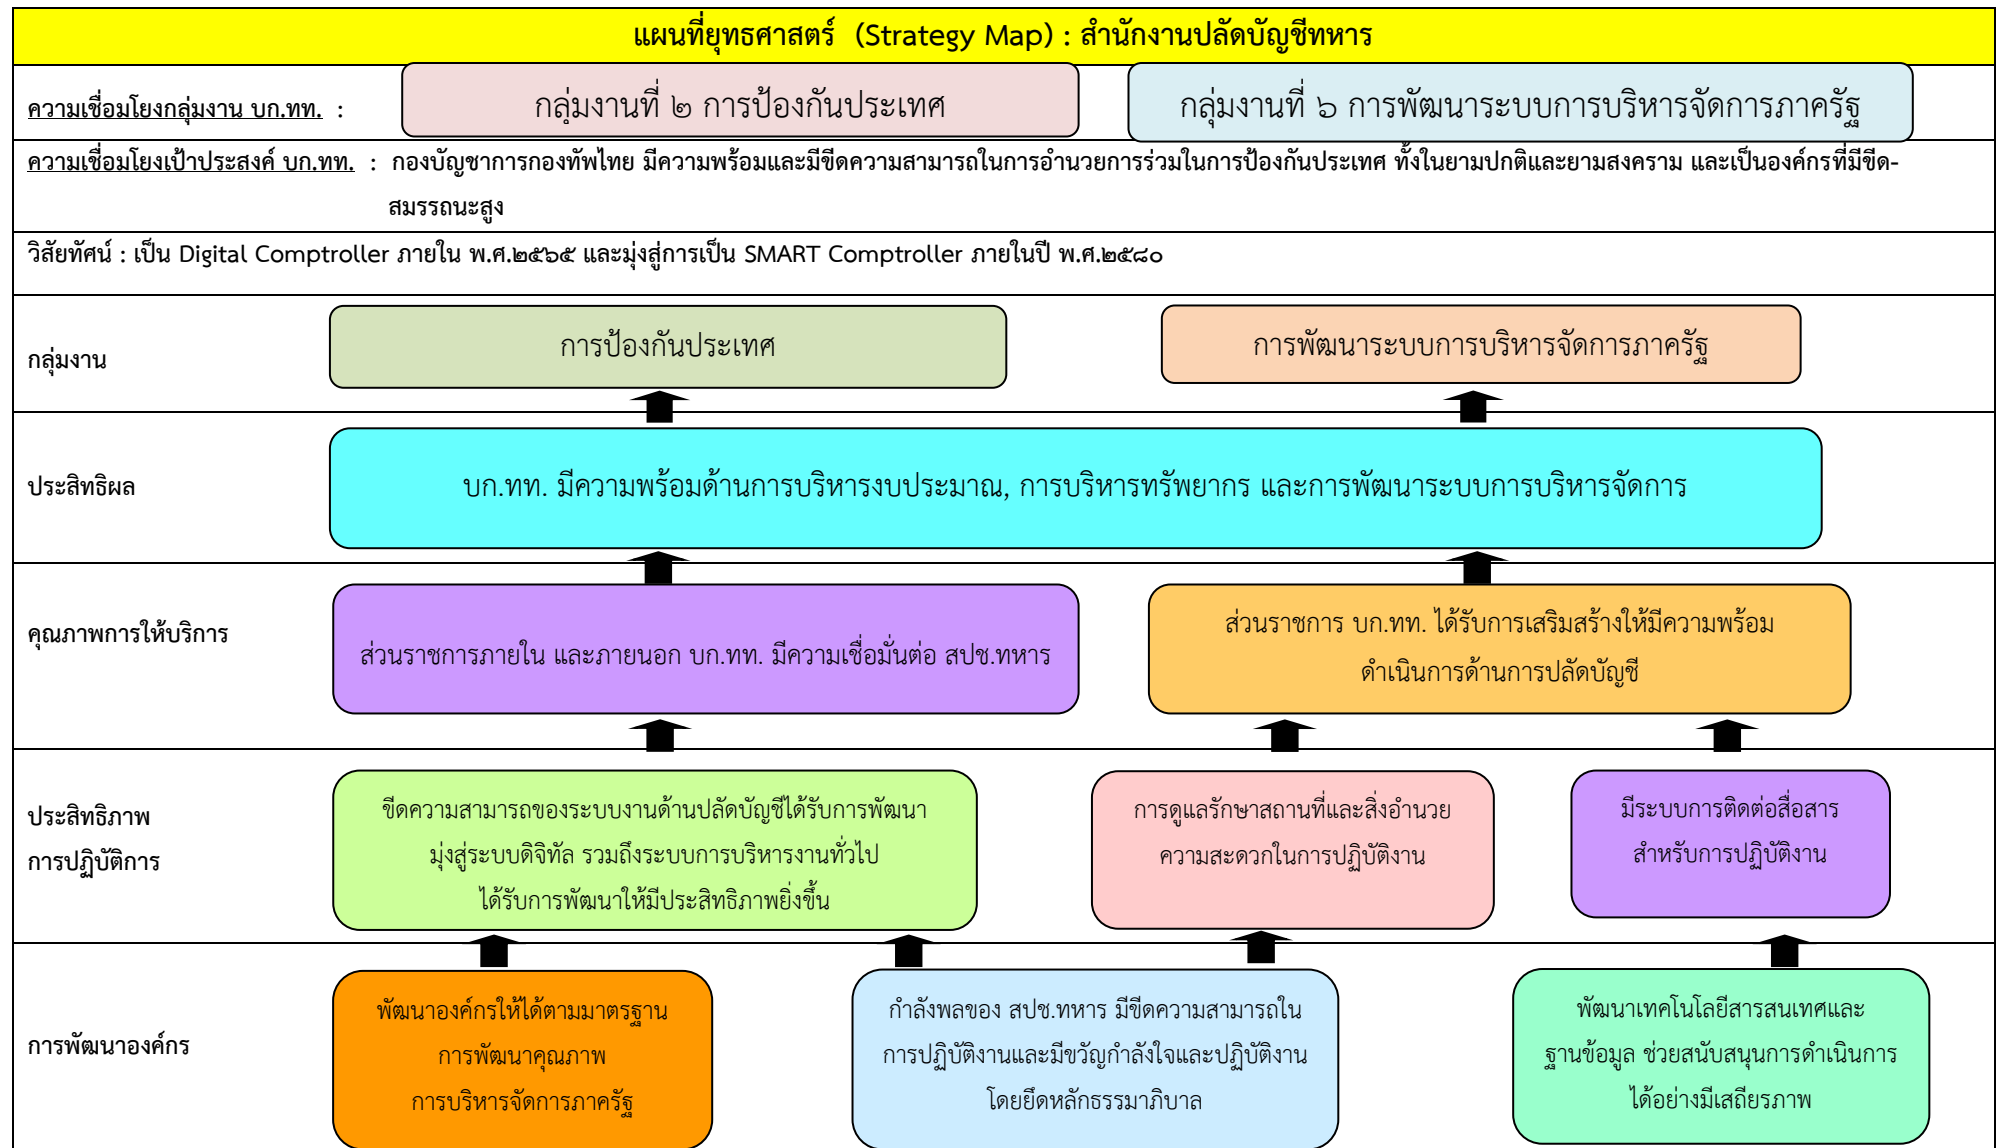 แผนที่ยุทธศาสตร์ (Strategy Map) : สำนักงานปลัดบัญชีทหาร
ความเชื่อมโยงกลุ่มงาน บก.ทท. :
กลุ่มงานที่ ๒ การป้องกันประเทศ
กลุ่มงานที่ ๖ การพัฒนาระบบการบริหารจัดการภาครัฐ
ความเชื่อมโยงเป้าประสงค์ บก.ทท. : กองบัญชาการกองทัพไทย มีความพร้อมและมีขีดความสามารถในการอำนวยการร่วมในการป้องกันประเทศ ทั้งในยามปกติและยามสงคราม และเป็นองค์กรที่มีขีด-
สมรรถนะสูง
วิสัยทัศน์ : เป็น Digital Comptroller ภายใน พ.ศ.๒๕๖๕ และมุ่งสู่การเป็น SMART Comptroller ภายในปี พ.ศ.๒๕๘๐
กลุ่มงาน
การป้องกันประเทศ
การพัฒนาระบบการบริหารจัดการภาครัฐ
ประสิทธิผล
บก.ทท. มีความพร้อมด้านการบริหารงบประมาณ, การบริหารทรัพยากร และการพัฒนาระบบการบริหารจัดการ
คุณภาพการให้บริการ
ส่วนราชการภายใน และภายนอก บก.ทท. มีความเชื่อมั่นต่อ สปช.ทหาร
ส่วนราชการ บก.ทท. ได้รับการเสริมสร้างให้มีความพร้อม
ดำเนินการด้านการปลัดบัญชี
ประสิทธิภาพ
การปฏิบัติการ
ขีดความสามารถของระบบงานด้านปลัดบัญชีได้รับการพัฒนา
มุ่งสู่ระบบดิจิทัล รวมถึงระบบการบริหารงานทั่วไป
ได้รับการพัฒนาให้มีประสิทธิภาพยิ่งขึ้น
การดูแลรักษาสถานที่และสิ่งอำนวย
ความสะดวกในการปฏิบัติงาน
มีระบบการติดต่อสื่อสาร
สำหรับการปฏิบัติงาน
การพัฒนาองค์กร
พัฒนาองค์กรให้ได้ตามมาตรฐาน
การพัฒนาคุณภาพ
การบริหารจัดการภาครัฐ
กำลังพลของ สปช.ทหาร มีขีดความสามารถใน
การปฏิบัติงานและมีขวัญกำลังใจและปฏิบัติงาน
โดยยึดหลักธรรมาภิบาล
พัฒนาเทคโนโลยีสารสนเทศและ
ฐานข้อมูล ช่วยสนับสนุนการดำเนินการ
ได้อย่างมีเสถียรภาพ